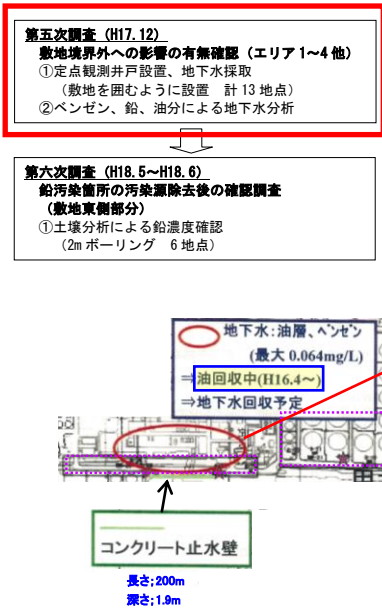 第五次調査（H17.12）
敷地境界外への影響の有無確認（エリア1～4他）
①定点観測井戸設置、地下水採取
（敷地を囲むように設置　計13地点）
②ベンゼン、鉛、油分による地下水分析
第六次調査（H18.5～H18.6）
鉛汚染箇所の汚染源除去後の確認調査
（敷地東側部分）
①土壌分析による鉛濃度確認
（2mボーリング　6地点）
地下水:油層、ベンゼン
(最大 0.064mg/L)
⇒油回収中(H16.4～)
⇒地下水回収予定
コンクリート止水壁
長さ;200m
深さ;1.9m